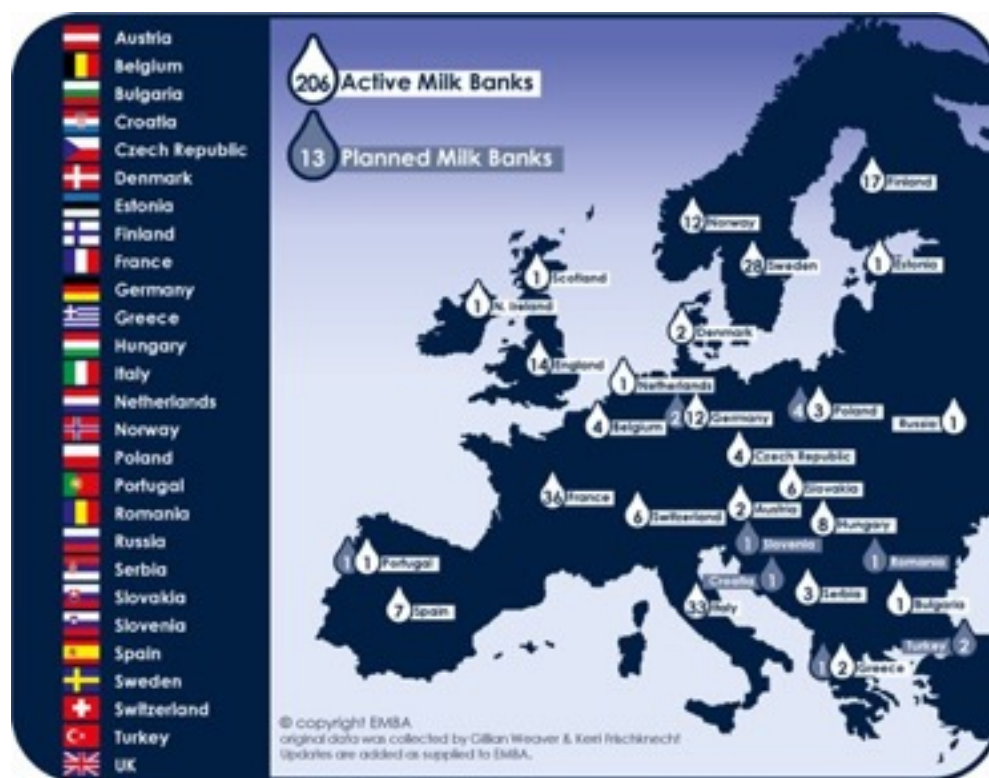 Austria
Belgium
Bulgaria
Croatia
Czech Republic
Denmark
Estonia
Finland
France
Germany
Greece
Hungary
Italy
Netherlands
Norway
Poland
Portugal
Romania
Russia
Serbia
Slovakia
Slovenia
Spain
Sweden
Switzerland
Turkey
UK
206 Active Milk Banks
13 Planned Milk Banks
17 Finland
12 Norway
28 Sweden
1 Estonia
1 Scotland
1 N. Ireland
2 Denmark
14 England
1 Netherlands
4 Belgium
2 12 Germany
4 3 Poland
Russia 1
4 Czech Republic
6 Slovakia
36 France
6 Switzerland
2 Austria
8 Hungary
1 Slovenia
1 Romania
1 1 Portugal
Croatia 1
7 Spain
33 Italy
3 Serbia
1 Bulgaria
Turkey 2
1 2 Greece
© copyright EMBA
original data was collected by Gillian Weaver & Kerri Frischknecht
Updates are added as supplied to EMBA.